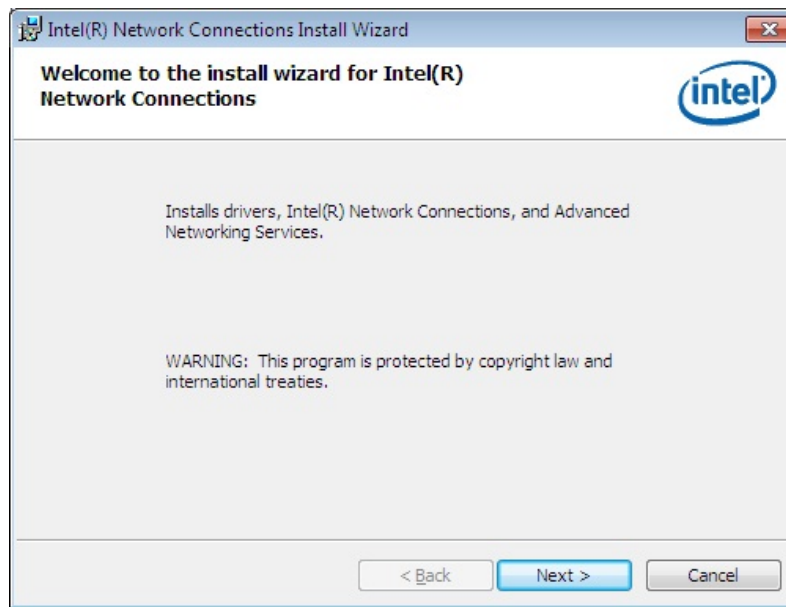 Intel(R) Network Connections Install Wizard
Welcome to the install wizard for Intel(R)
Network Connections
intel
Installs drivers, Intel(R) Network Connections, and Advanced
Networking Services.
WARNING:  This program is protected by copyright law and
international treaties.
< Back
Next >
Cancel